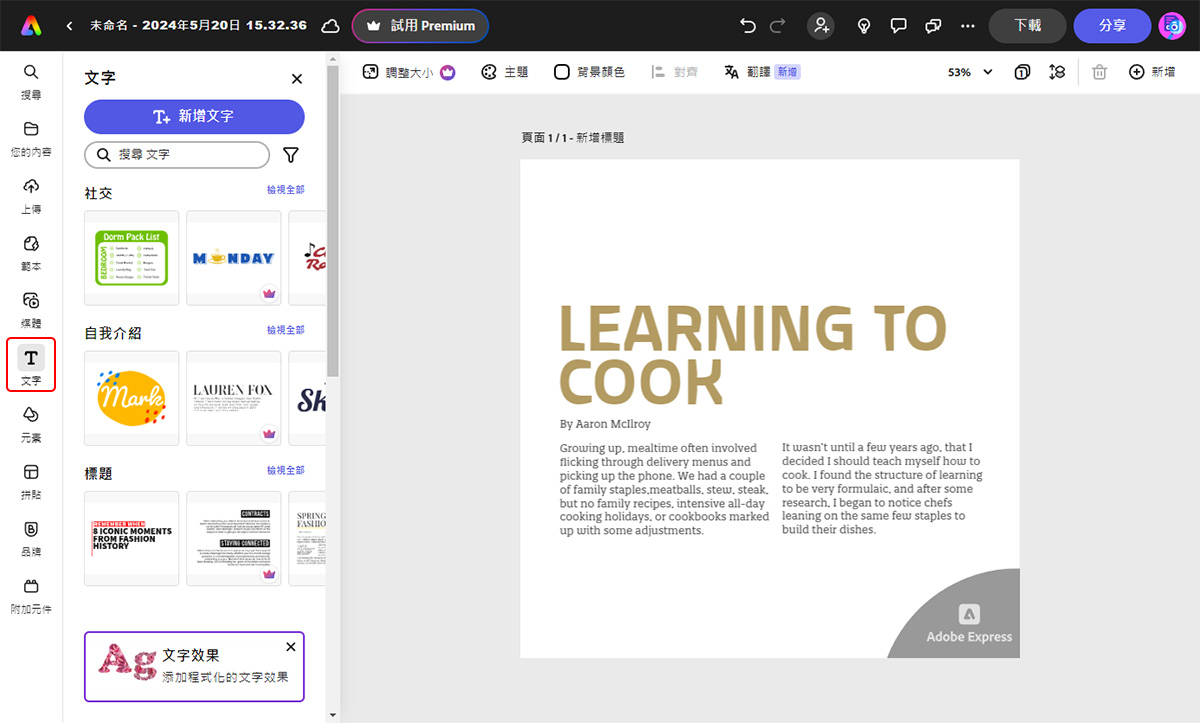 未命名 - 2024年5月20日 15.32.36
試用 Premium
下載
分享
搜尋
您的內容
上傳
範本
媒體
文字
元素
拼貼
品牌
附加元件
文字
新增文字
搜尋 文字
社交
檢視全部
Dorm Pack List
BEDROOM
MONDAY
自我介紹
檢視全部
Mark
LAUREN FOX
標題
檢視全部
REMEMBER WHEN
8 ICONIC MOMENTS
FROM FASHION
HISTORY
CONTRACTS
STAYING CONNECTED
Ag
文字效果
添加程式化的文字效果
調整大小
主題
背景顏色
對齊
翻譯
新增
53%
1
新增
頁面 1 / 1 - 新增標題
LEARNING TO
COOK
By Aaron McIlroy
Growing up, mealtime often involved
flicking through delivery menus and
picking up the phone. We had a couple
of family staples,meatballs, stew, steak,
but no family recipes, intensive all-day
cooking holidays, or cookbooks marked
up with some adjustments.
It wasn't until a few years ago, that I
decided I should teach myself how to
cook. I found the structure of learning
to be very formulaic, and after some
research, I began to notice chefs
leaning on the same few staples to
build their dishes.
Adobe Express